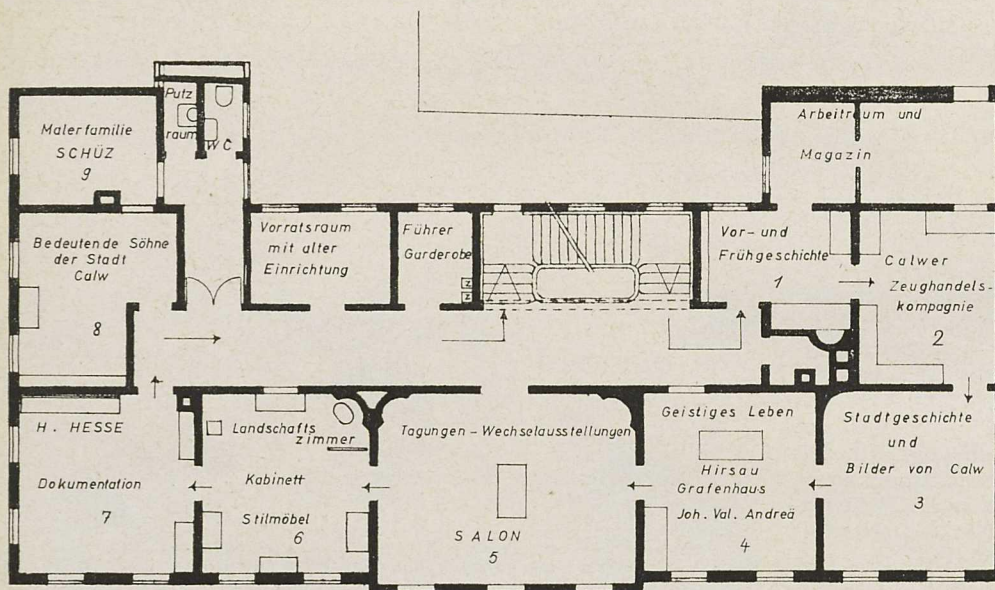 Malerfamilie
SCHÜZ
9
Putz
raum
WC
Arbeitraum und
Magazin
Bedeutende Söhne
der Stadt
Calw
8
Vorratsraum
mit alter
Einrichtung
Führer
Garderobe
Z
Z
Vor- und
Frühgeschichte
1
Calwer
Zeughandels-
kompagnie
2
H. HESSE
Dokumentation
7
Landschafts
zimmer
Kabinett
Stilmöbel
6
Tagungen - Wechselausstellungen
SALON
5
Geistiges Leben
Hirsau
Grafenhaus
Joh. Val. Andreä
4
Stadtgeschichte
und
Bilder von Calw
3